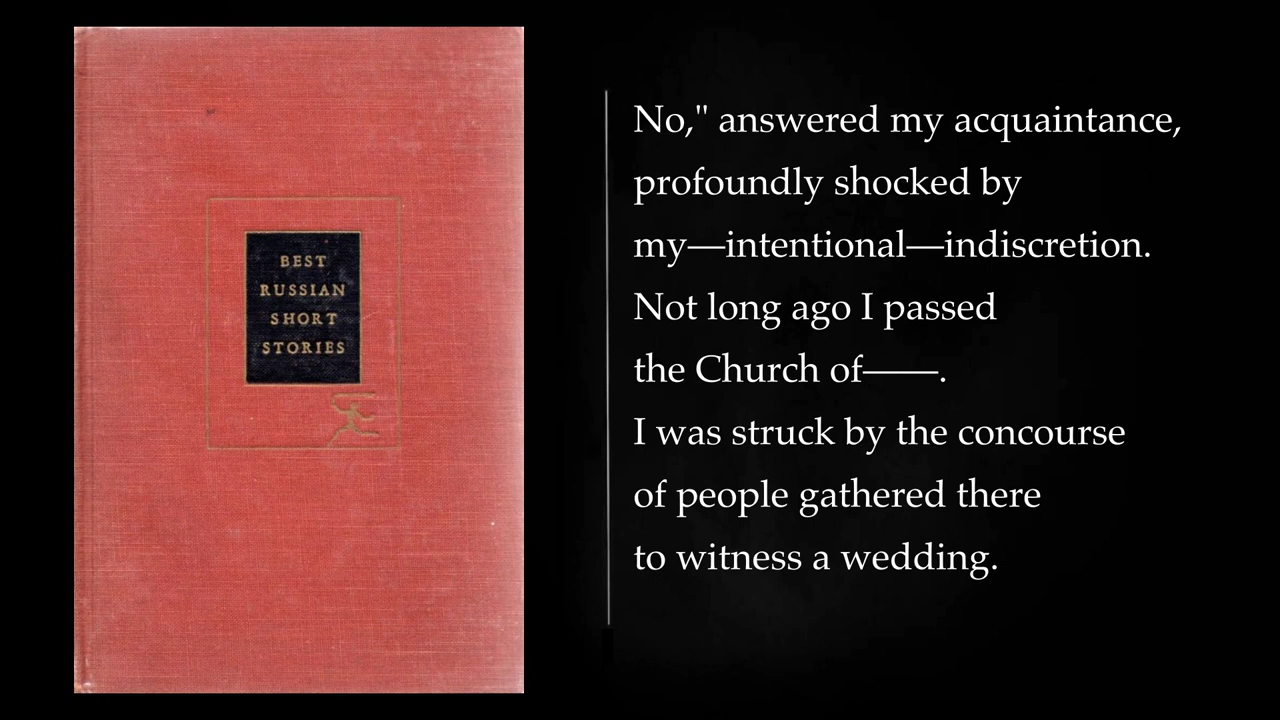 BEST
RUSSIAN
SHORT
STORIES
No," answered my acquaintance,
profoundly shocked by
my—intentional—indiscretion.
Not long ago I passed
the Church of——.
I was struck by the concourse
of people gathered there
to witness a wedding.